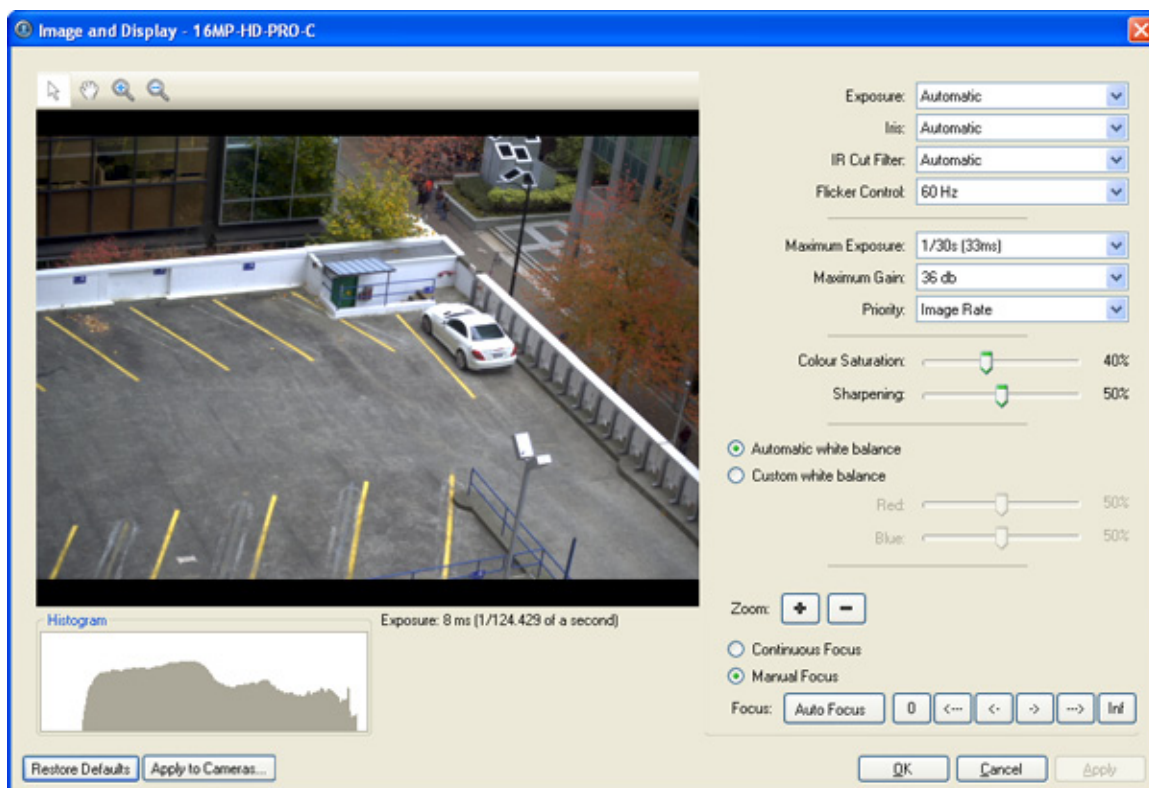 Image and Display - 16MP-HD-PRO-C
Exposure: Automatic
Iris: Automatic
IR Cut Filter: Automatic
Flicker Control: 60 Hz
Maximum Exposure: 1/30s (33ms)
Maximum Gain: 36 db
Priority: Image Rate
Colour Saturation: 40%
Sharpening: 50%
Automatic white balance
Custom white balance
Red: 50%
Blue: 50%
Zoom: + -
Histogram
Exposure: 8 ms (1/124.429 of a second)
Continuous Focus
Manual Focus
Focus: Auto Focus 0 <--- <- -> ---> Inf
Restore Defaults Apply to Cameras... OK Cancel Apply